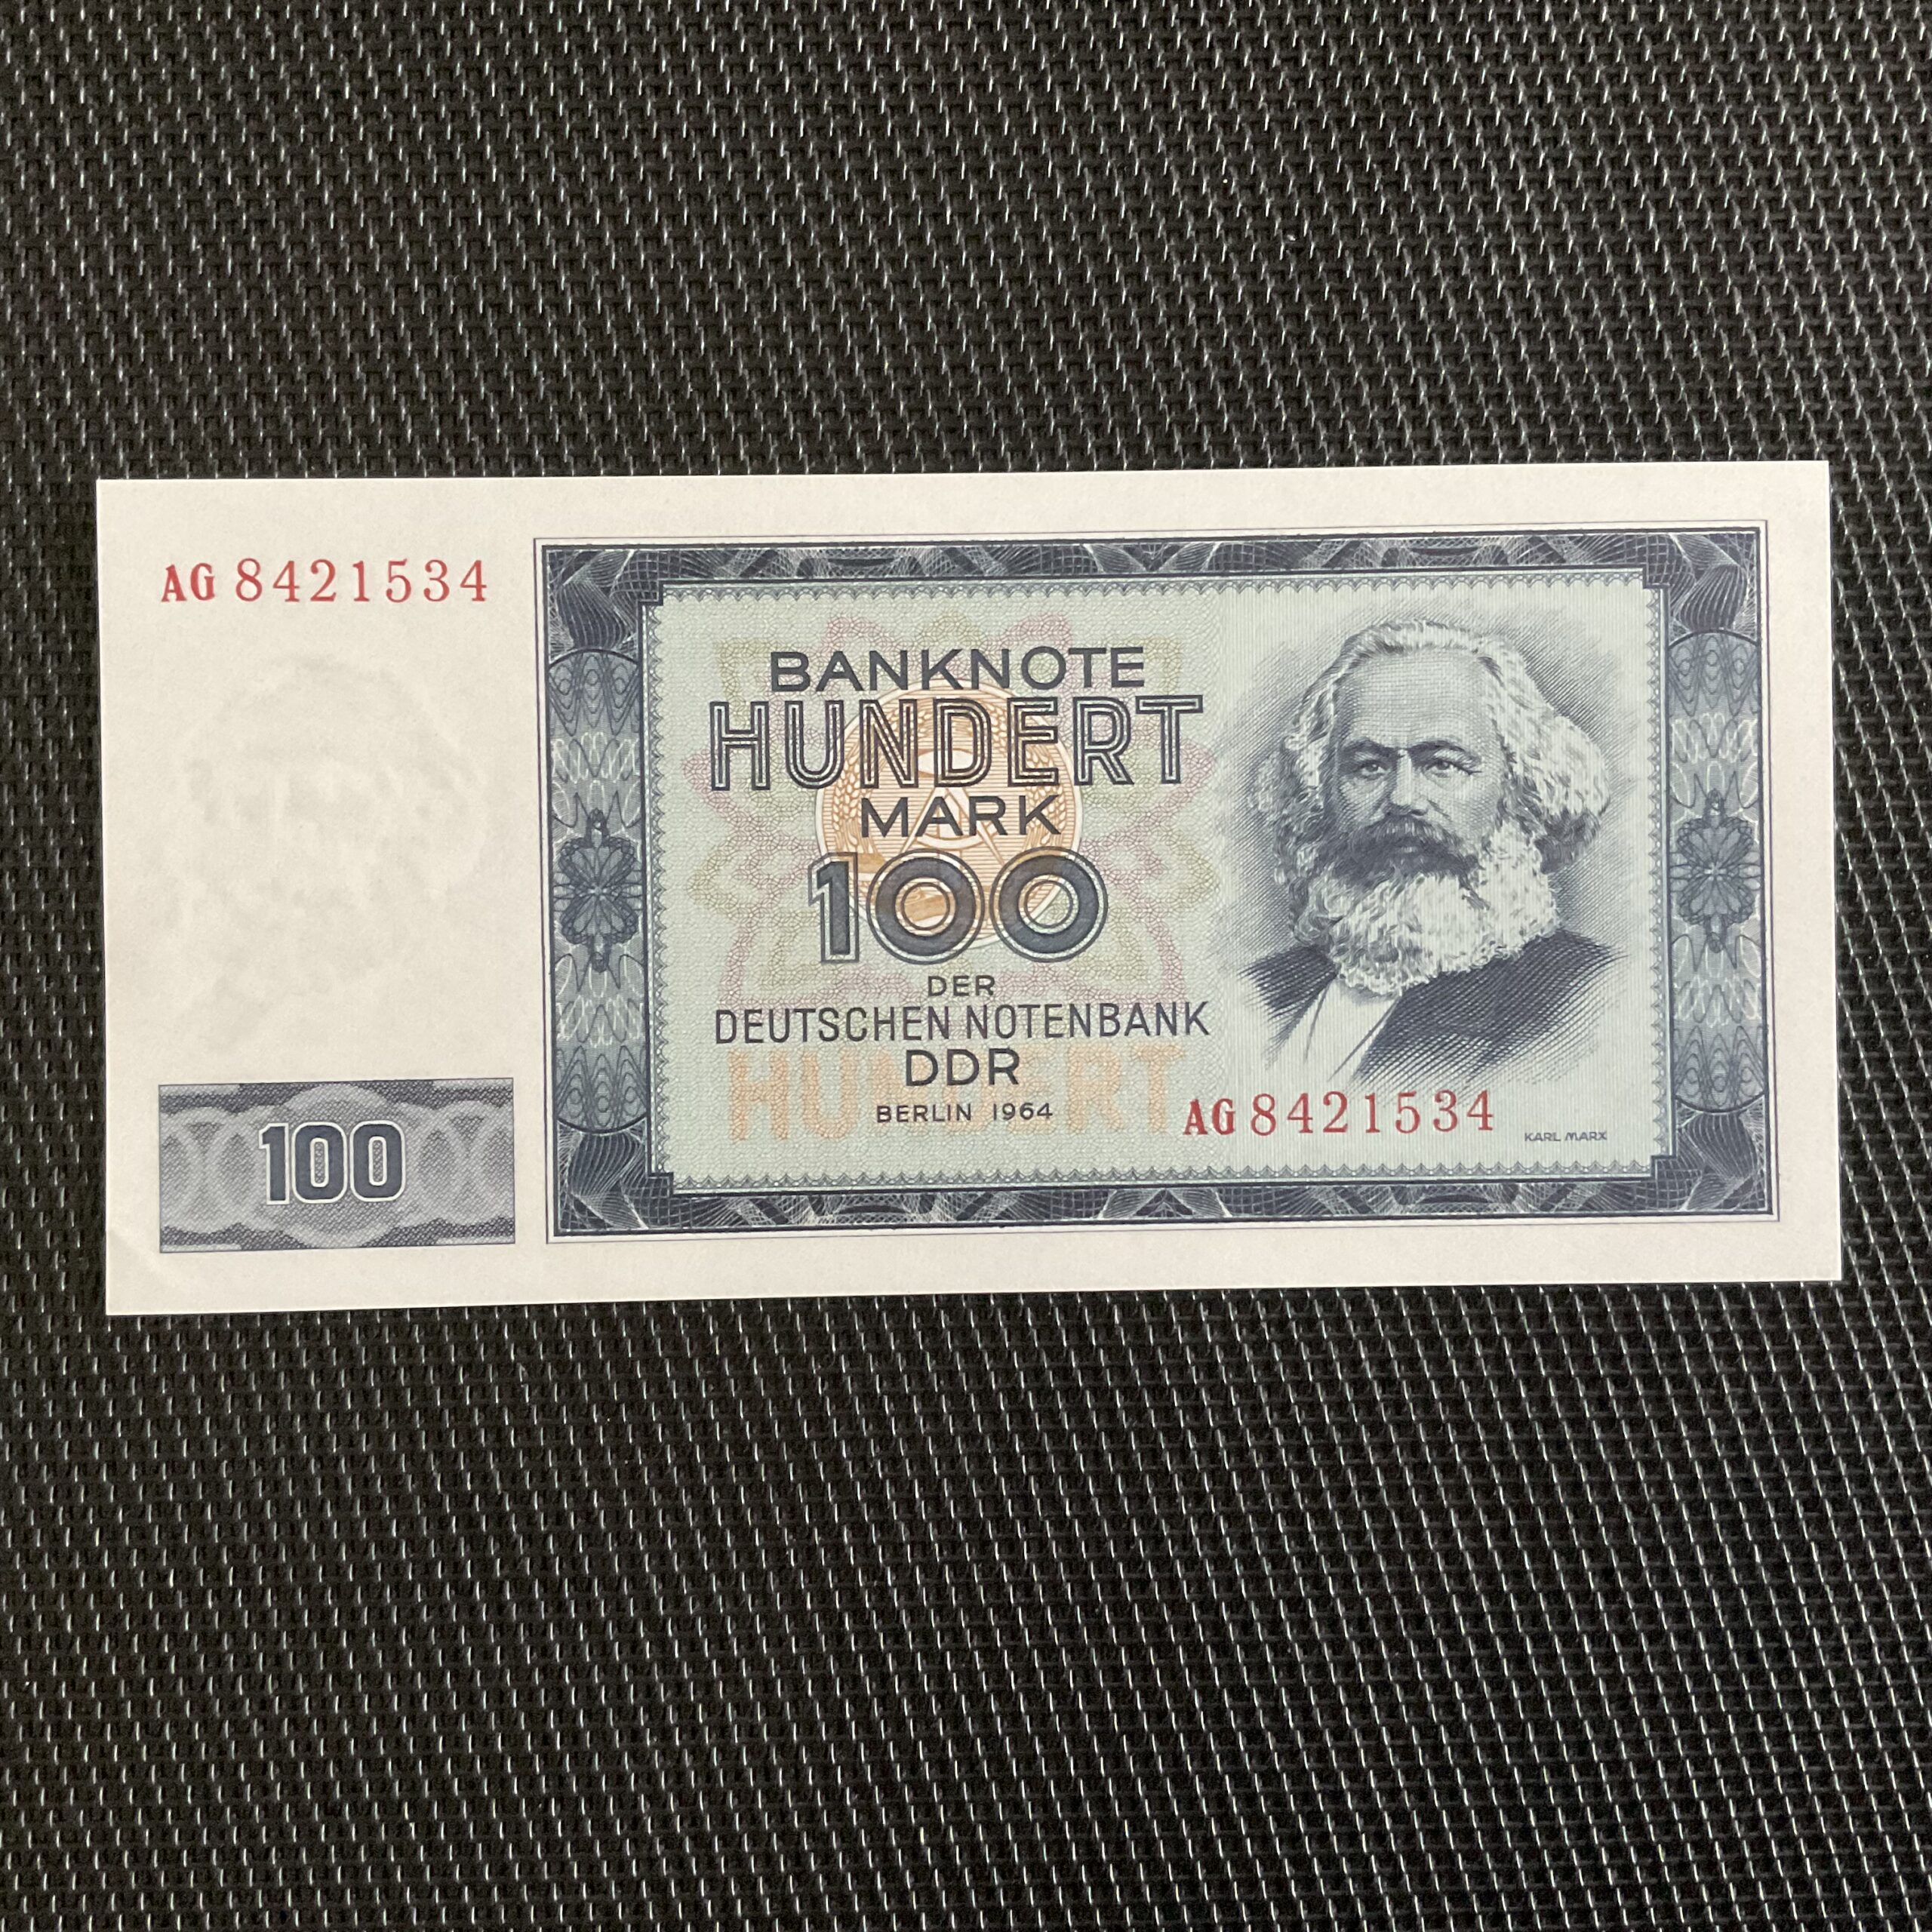 AG 8421534
BANKNOTE
HUNDERT
MARK
100
DER
DEUTSCHEN NOTENBANK
DDR
HUNDERT
BERLIN 1964
AG 8421534
KARL MARX
100